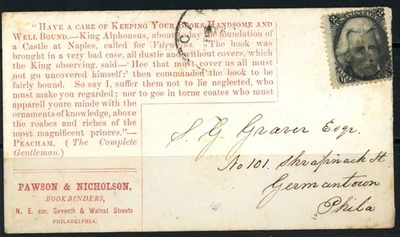 "HAVE A CARE OF KEEPING YOUR BOOKS, HANDSOME AND
WELL BOUND.—King Alphonsus, about the foundation of
a Castle at Naples, called for Vitruvius. The book was
brought in a very bad case, all dustie and without covers, which
the King observing, said—'Hee that must cover us all must
not go uncovered himself:' then commanded the book to be
fairly bound. So say I, suffer them not to lie neglected, who
must make you regarded; nor to goe in torne coates who must
apparell youre minde with the
ornaments of knowledge, above
the roabes and riches of the
most magnificent princes."—
PEACHAM, (The Complete
Gentleman.)
PAWSON & NICHOLSON,
BOOKBINDERS,
N. E. cor. Seventh & Walnut Streets
PHILADELPHIA.
S. G. Graver Esqr.
No 101. Shrapnack St
Germantown
Phila